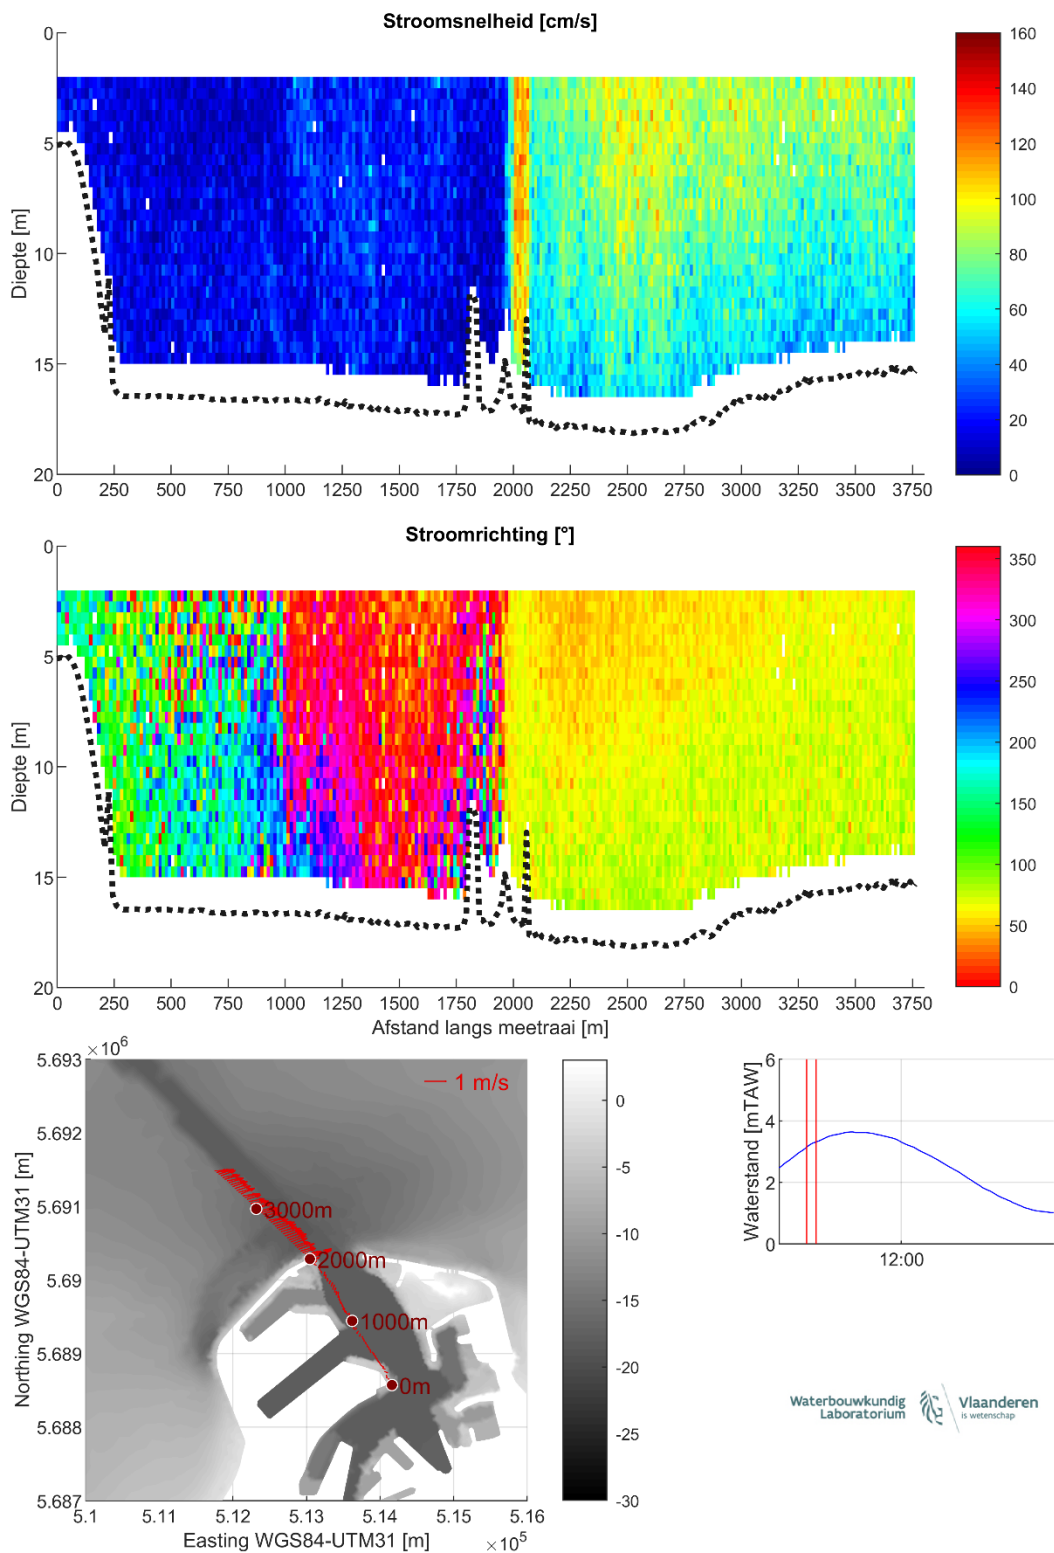 Stroomsnelheid [cm/s]
0
5
10
15
20
Diepte [m]
0 250 500 750 1000 1250 1500 1750 2000 2250 2500 2750 3000 3250 3500 3750
160
140
120
100
80
60
40
20
0
Stroomrichting [°]
0
5
10
15
20
Diepte [m]
0 250 500 750 1000 1250 1500 1750 2000 2250 2500 2750 3000 3250 3500 3750
Afstand langs meetraai [m]
350
300
250
200
150
100
50
0
×10⁶
5.693
5.692
5.691
5.69
5.689
5.688
5.687
Northing WGS84-UTM31 [m]
1 m/s
3000m
2000m
1000m
0m
5.1 5.12 5.13 5.14 5.15 5.16
Easting WGS84-UTM31 [m]
×10⁵
0
-5
-10
-15
-20
-25
-30
Waterstand [mTAW]
6
4
2
0
12:00
Waterbouwkundig
Laboratorium
Vlaanderen
is wetenschap